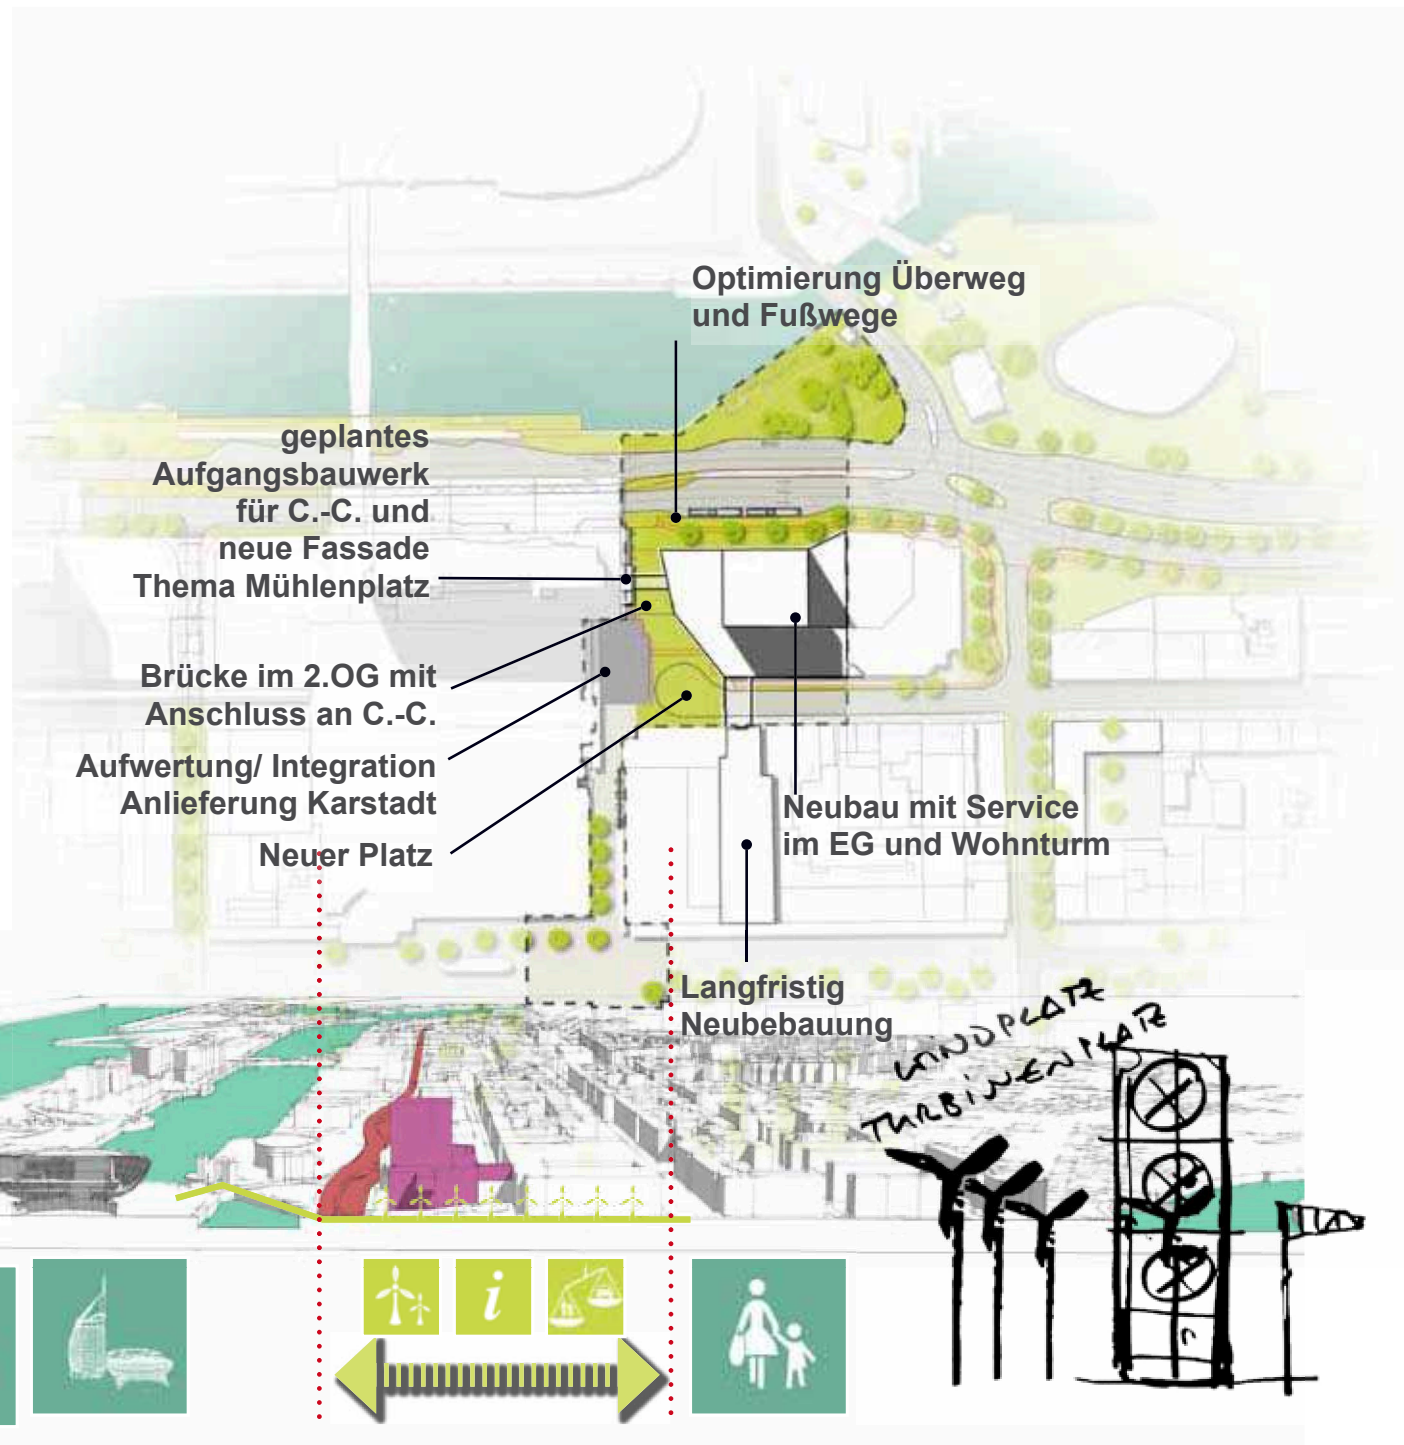 Optimierung Überweg
und Fußwege
geplantes
Aufgangsbauwerk
für C.-C. und
neue Fassade
Thema Mühlenplatz
Brücke im 2.OG mit
Anschluss an C.-C.
Aufwertung/ Integration
Anlieferung Karstadt
Neuer Platz
Neubau mit Service
im EG und Wohnturm
Langfristig
Neubebauung
WINDPLATZ
TURBINENPLATZ
i